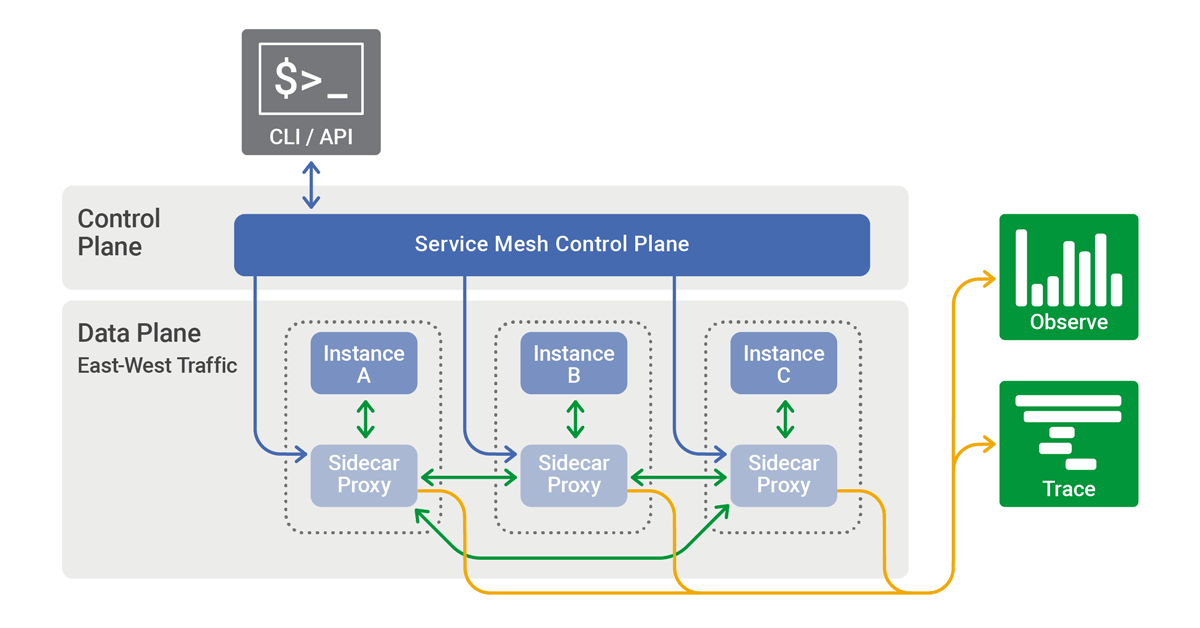 $>_
CLI / API
Control
Plane
Service Mesh Control Plane
Data Plane
East-West Traffic
Instance
A
Instance
B
Instance
C
Sidecar
Proxy
Sidecar
Proxy
Sidecar
Proxy
Observe
Trace